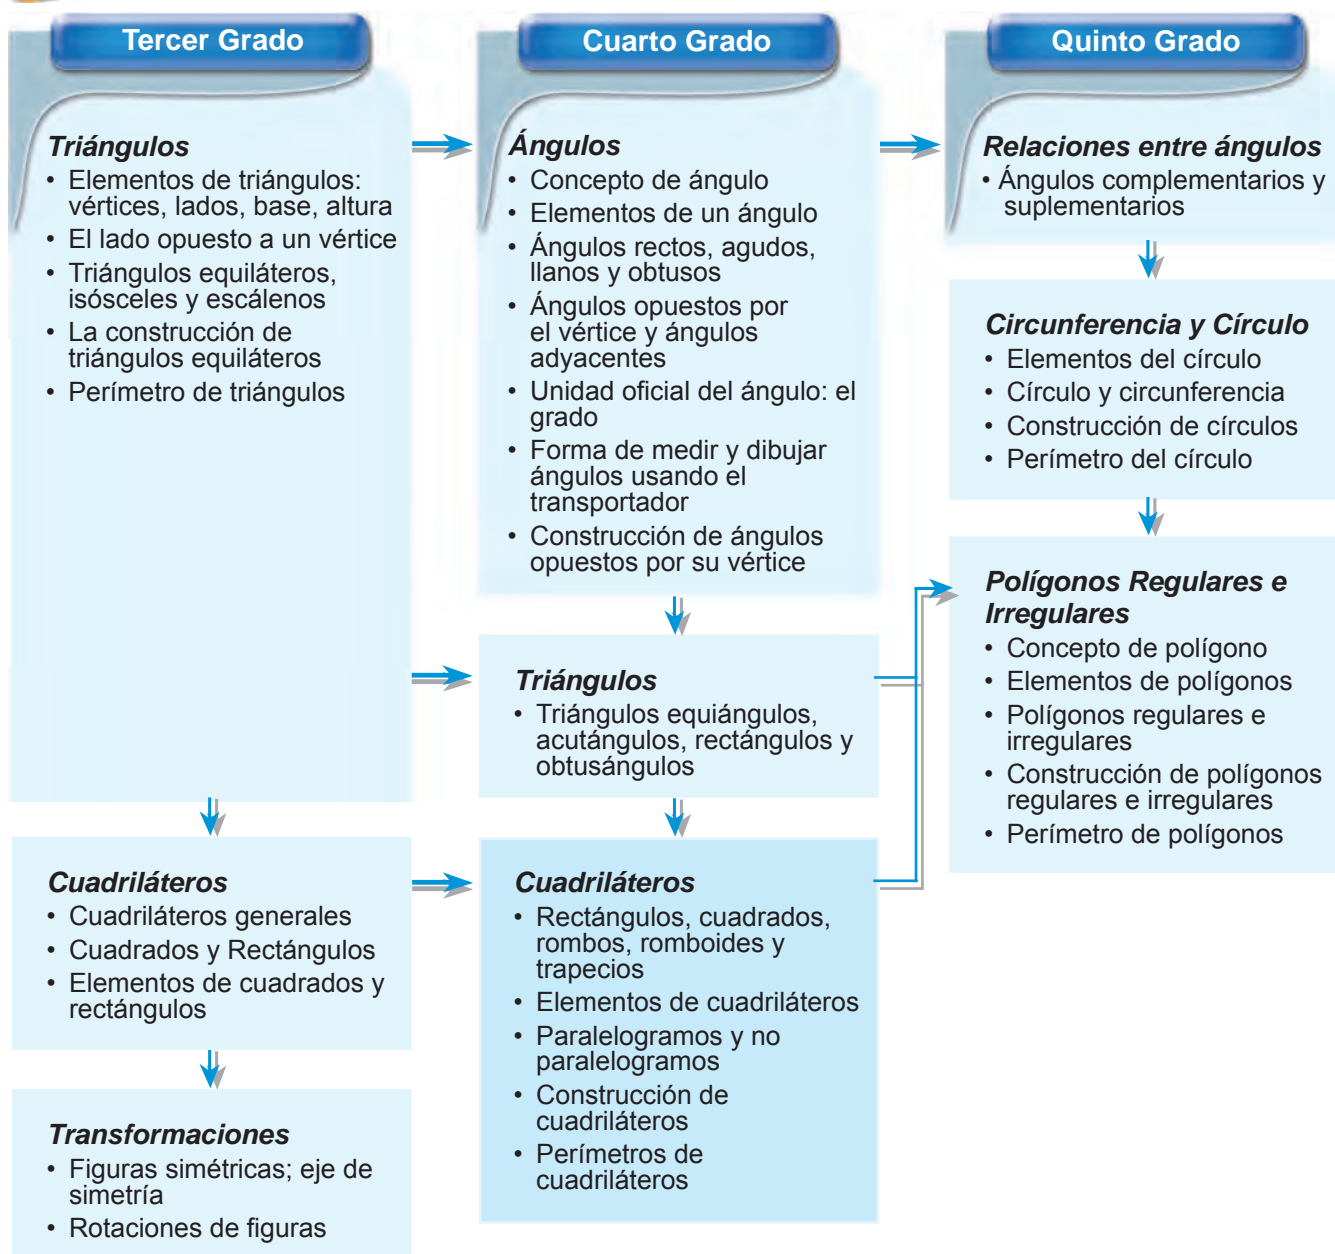 Tercer Grado
Triángulos
• Elementos de triángulos:
vértices, lados, base, altura
• El lado opuesto a un vértice
• Triángulos equiláteros,
isósceles y escálenos
• La construcción de
triángulos equiláteros
• Perímetro de triángulos
Cuadriláteros
• Cuadriláteros generales
• Cuadrados y Rectángulos
• Elementos de cuadrados y
rectángulos
Transformaciones
• Figuras simétricas; eje de
simetría
• Rotaciones de figuras
Cuarto Grado
Ángulos
• Concepto de ángulo
• Elementos de un ángulo
• Ángulos rectos, agudos,
llanos y obtusos
• Ángulos opuestos por
el vértice y ángulos
adyacentes
• Unidad oficial del ángulo: el
grado
• Forma de medir y dibujar
ángulos usando el
transportador
• Construcción de ángulos
opuestos por su vértice
Triángulos
• Triángulos equiángulos,
acutángulos, rectángulos y
obtusángulos
Cuadriláteros
• Rectángulos, cuadrados,
rombos, romboides y
trapecios
• Elementos de cuadriláteros
• Paralelogramos y no
paralelogramos
• Construcción de
cuadriláteros
• Perímetros de
cuadriláteros
Quinto Grado
Relaciones entre ángulos
• Ángulos complementarios y
suplementarios
Circunferencia y Círculo
• Elementos del círculo
• Círculo y circunferencia
• Construcción de círculos
• Perímetro del círculo
Polígonos Regulares e
Irregulares
• Concepto de polígono
• Elementos de polígonos
• Polígonos regulares e
irregulares
• Construcción de polígonos
regulares e irregulares
• Perímetro de polígonos